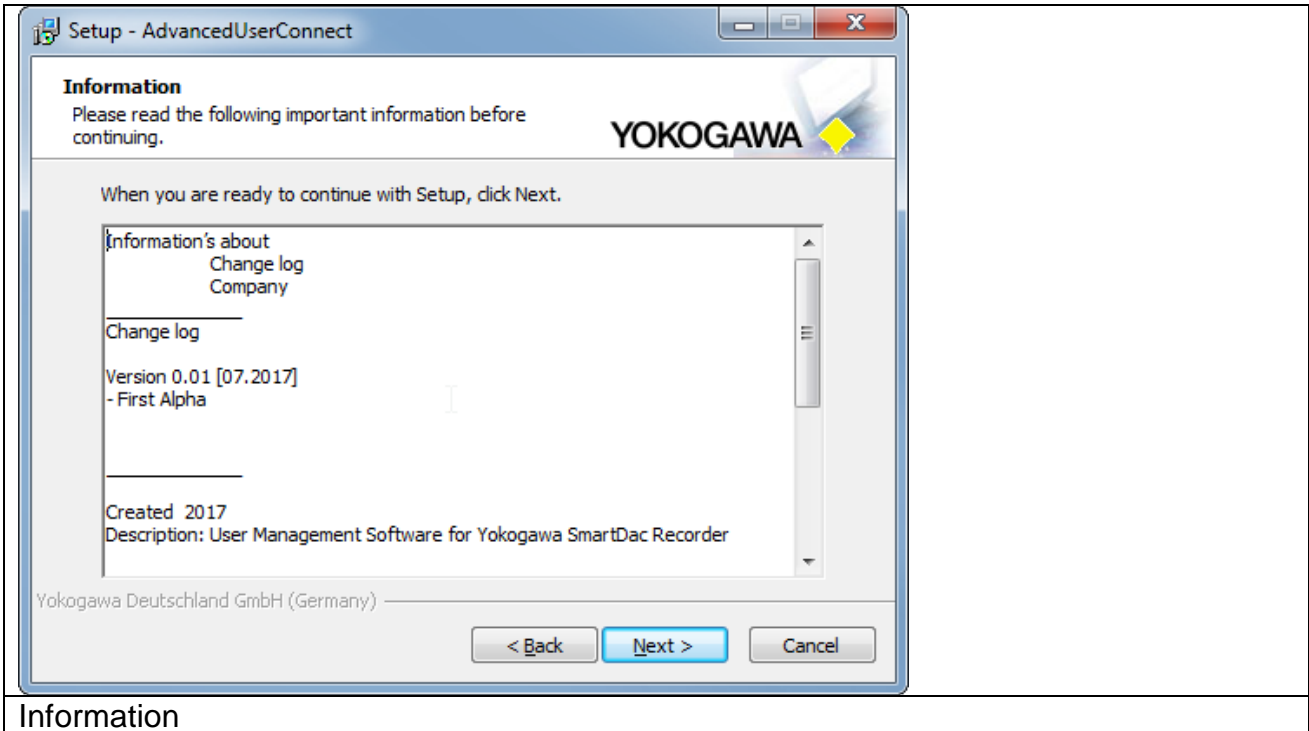 Setup - AdvancedUserConnect
Information
Please read the following important information before
continuing.
YOKOGAWA
When you are ready to continue with Setup, click Next.
Information's about
Change log
Company
Change log
Version 0.01 [07.2017]
- First Alpha
Created  2017
Description: User Management Software for Yokogawa SmartDac Recorder
Yokogawa Deutschland GmbH (Germany)
< Back
Next >
Cancel
Information